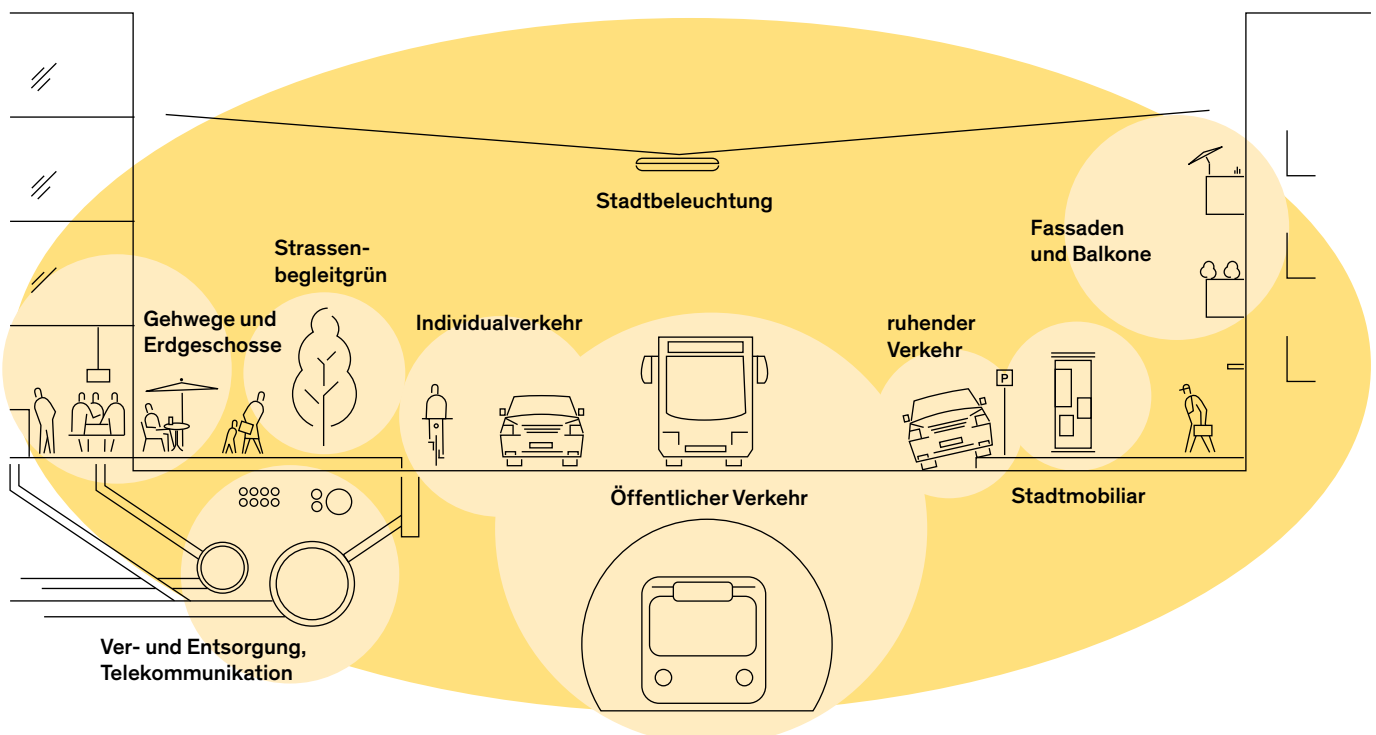 Stadtbeleuchtung
Fassaden
und Balkone
Strassen-
begleitgrün
Gehwege und
Erdgeschosse
Individualverkehr
ruhender
Verkehr
P
Öffentlicher Verkehr
Stadtmobiliar
Ver- und Entsorgung,
Telekommunikation